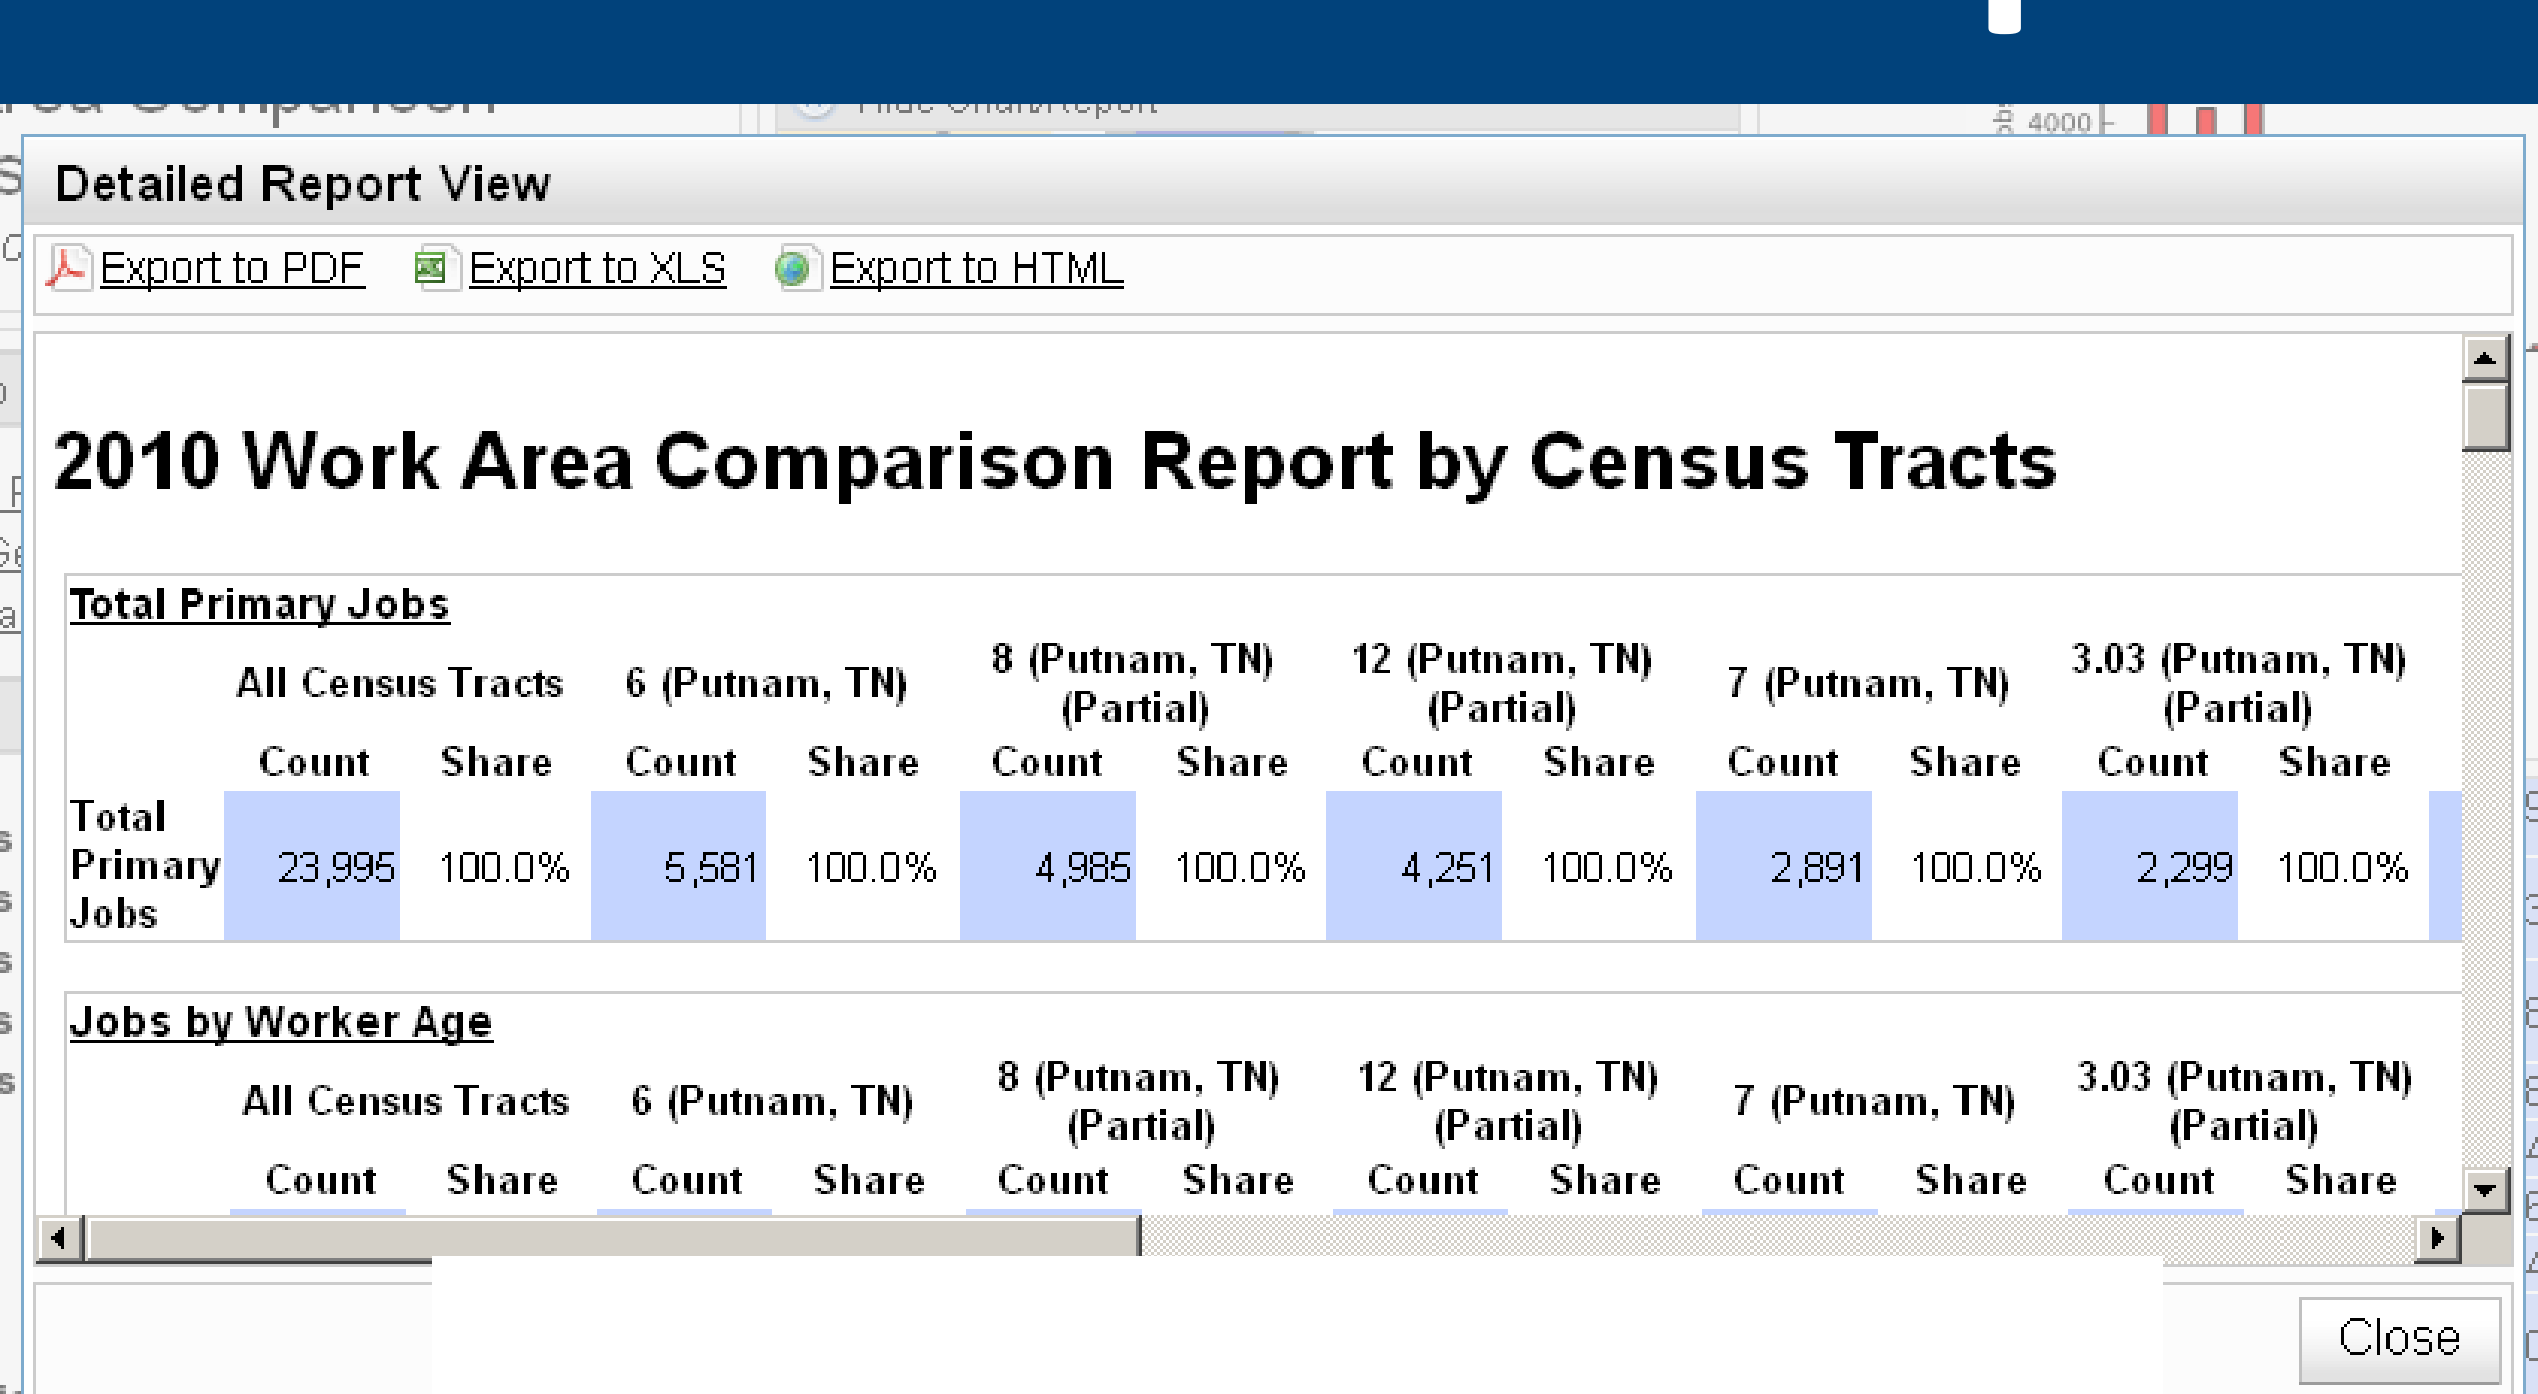 4000
Detailed Report View
Export to PDF Export to XLS Export to HTML
2010 Work Area Comparison Report by Census Tracts
Total Primary Jobs
All Census Tracts 6 (Putnam, TN) 8 (Putnam, TN) (Partial) 12 (Putnam, TN) (Partial) 7 (Putnam, TN) 3.03 (Putnam, TN) (Partial)
Count Share Count Share Count Share Count Share Count Share Count Share
Total Primary Jobs 23,995 100.0% 5,581 100.0% 4,985 100.0% 4,251 100.0% 2,891 100.0% 2,299 100.0%
Jobs by Worker Age
All Census Tracts 6 (Putnam, TN) 8 (Putnam, TN) (Partial) 12 (Putnam, TN) (Partial) 7 (Putnam, TN) 3.03 (Putnam, TN) (Partial)
Count Share Count Share Count Share Count Share Count Share Count Share
Close